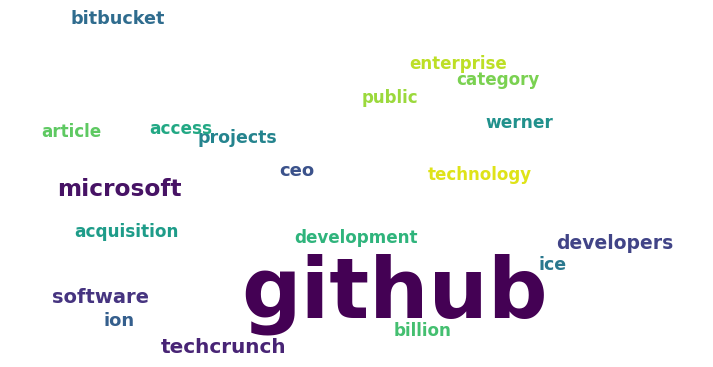 bitbucket
enterprise
category
public
werner
article
access
projects
ceo
technology
microsoft
acquisition
development
developers
ice
github
software
ion
billion
techcrunch